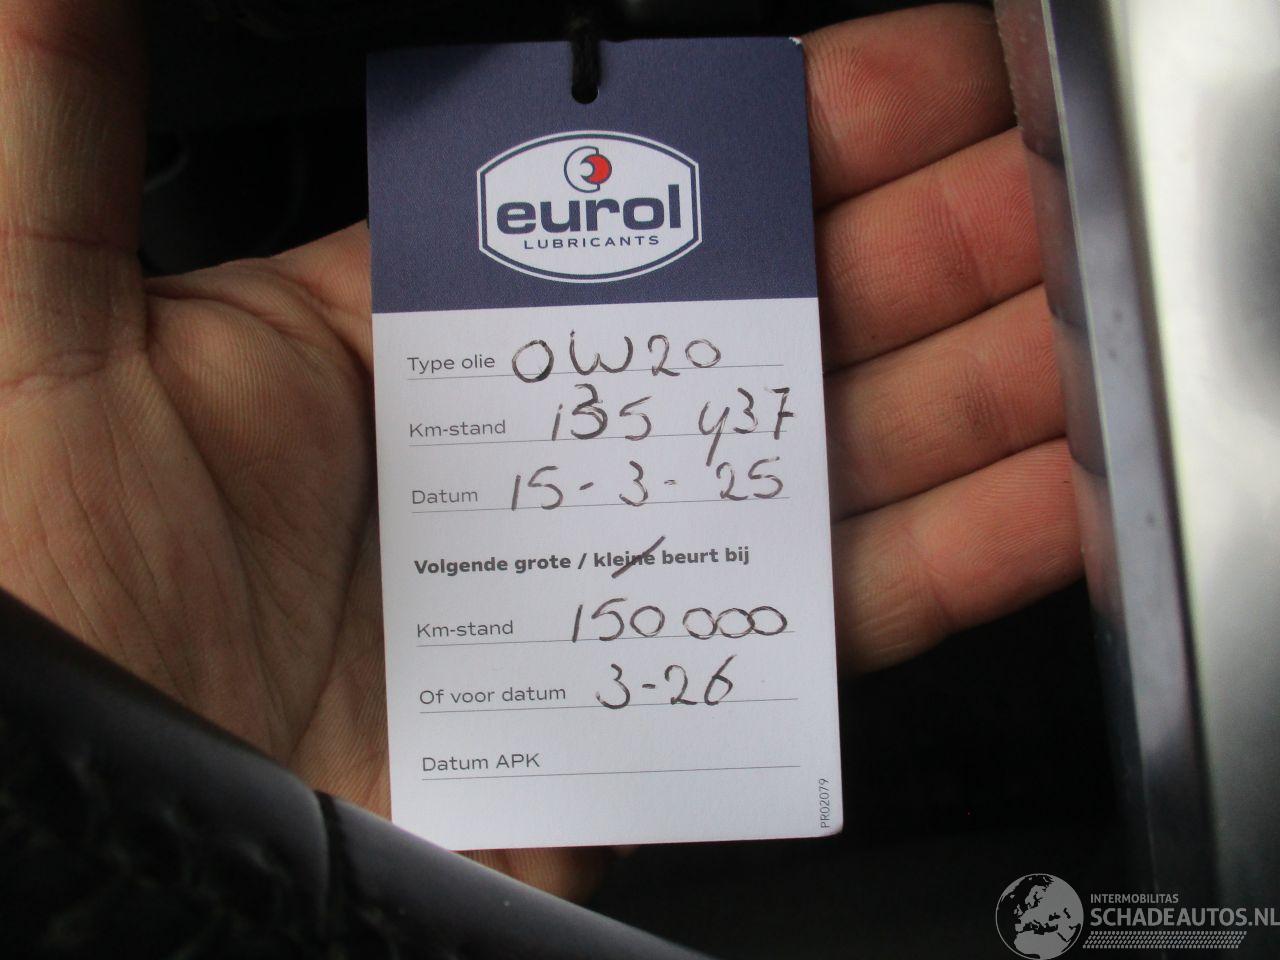 eurol
LUBRICANTS
Type olie 0W20
Km-stand 135 437
Datum 15-3-25
Volgende grote / kleine beurt bij
Km-stand 150 000
Of voor datum 3-26
Datum APK
PR02079
INTERMOBILITAS
SCHADEAUTOS.NL